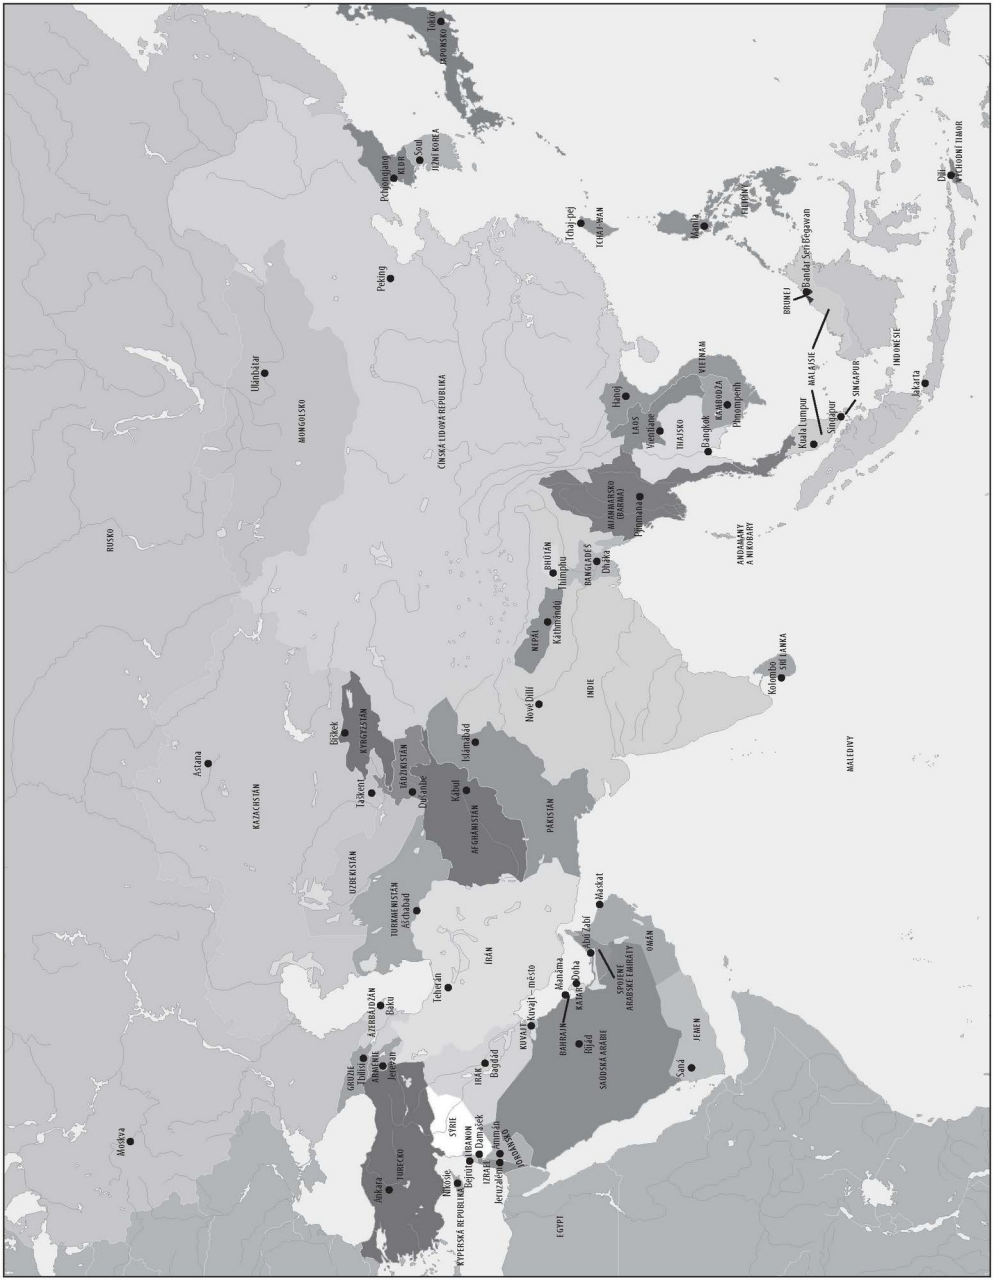 RUSKO
Moskva
Astana
KAZACHSTÁN
Ulánbátar
MONGOLSKO
GRUZIE
Tbilisi
ARMÉNIE
Jerevan
ÁZERBÁJDŽÁN
Baku
UZBEKISTÁN
Taškent
Biškek
KYRGYZSTÁN
TURKMENISTÁN
Ašchabad
TÁDŽIKISTÁN
Dušanbe
Ankara
TURECKO
Peking
ČÍNSKÁ LIDOVÁ REPUBLIKA
Pchjongjang
KLDR
Soul
JIŽNÍ KOREA
Tokio
JAPONSKO
Nikósie
KYPERSKÁ REPUBLIKA
SÝRIE
Bejrút
LIBANON
Damašek
IZRAEL
Jeruzalém
Ammán
JORDÁNSKO
IRÁK
Bagdád
Teherán
ÍRÁN
Kábul
AFGHÁNISTÁN
Islámábád
PÁKISTÁN
KUVAJT
Kuvajt – město
Nové Dillí
INDIE
NEPÁL
Káthmándú
BHÚTÁN
Thimphu
BANGLADÉŠ
Dháka
EGYPT
BAHRAJN
Manáma
KATAR
Doha
Rijád
SAÚDSKÁ ARÁBIE
Abú Zabí
SPOJENÉ
ARABSKÉ EMIRÁTY
Maskat
OMÁN
Saná
JEMEN
MJANMARSKO
(BARMA)
Hanoj
LAOS
Vientiane
THAJSKO
Bangkok
VIETNAM
KAMBODŽA
Phnompenh
Tchaj-pej
TCHAJ-WAN
Manila
FILIPÍNY
ANDAMANY
A NIKOBARY
Kolombo
SRÍ LANKA
MALEDIVY
BRUNEJ
Bandar Seri Begawan
MALAJSIE
Kuala Lumpur
Singapur
SINGAPUR
INDONÉSIE
Jakarta
Dili
VÝCHODNÍ TIMOR